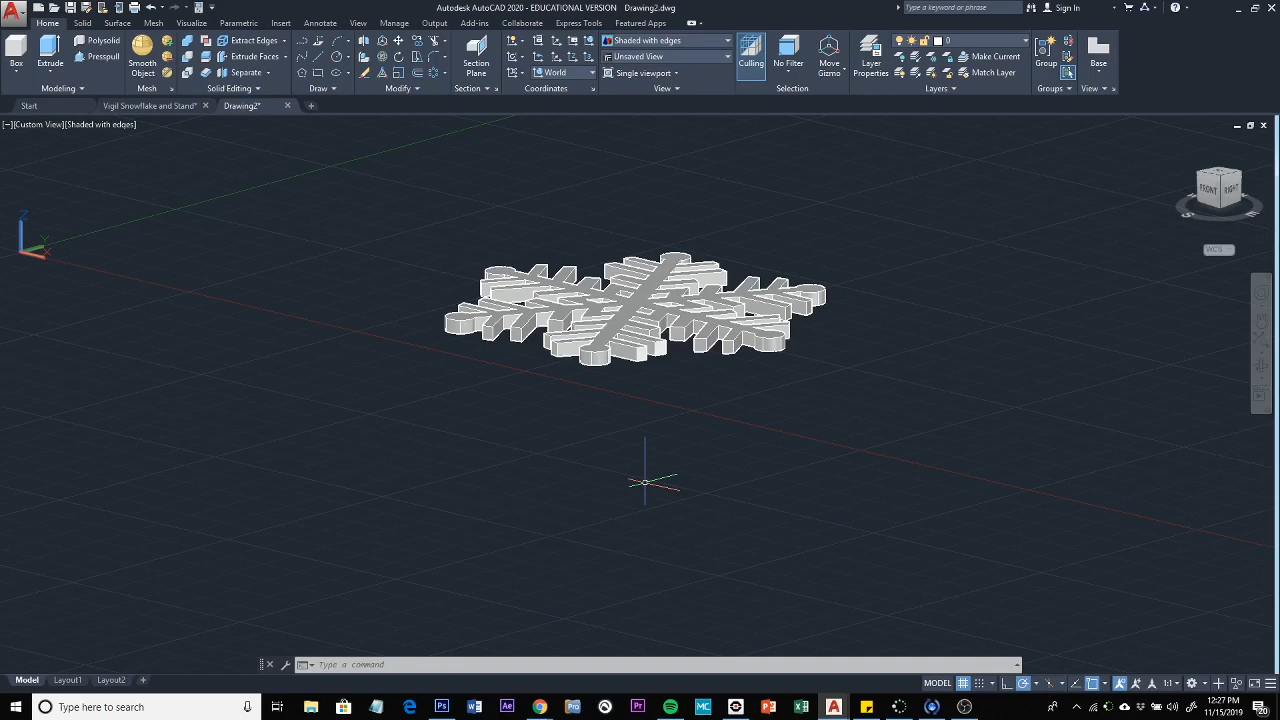 Autodesk AutoCAD 2020 - EDUCATIONAL VERSION Drawing2.dwg
Type a keyword or phrase
Sign In
Home Solid Surface Mesh Visualize Parametric Insert Annotate View Manage Output Add-ins Collaborate Express Tools Featured Apps
Box
Extrude
Polysolid
Presspull
Smooth Object
Extract Edges
Extrude Faces
Separate
Section Plane
World
Shaded with edges
Unsaved View
Single viewport
Culling
No Filter
Move Gizmo
Layer Properties
0
Make Current
Match Layer
Group
Base
Modeling Mesh Solid Editing Draw Modify Section Coordinates View Selection Layers Groups View
Start Vigil Snowflake and Stand* Drawing2*
[−][Custom View][Shaded with edges]
FRONT RIGHT
S E
WCS
Z
Y
X
Type a command
Model Layout1 Layout2
MODEL
1:1
Type here to search
12:27 PM
11/15/2019
20